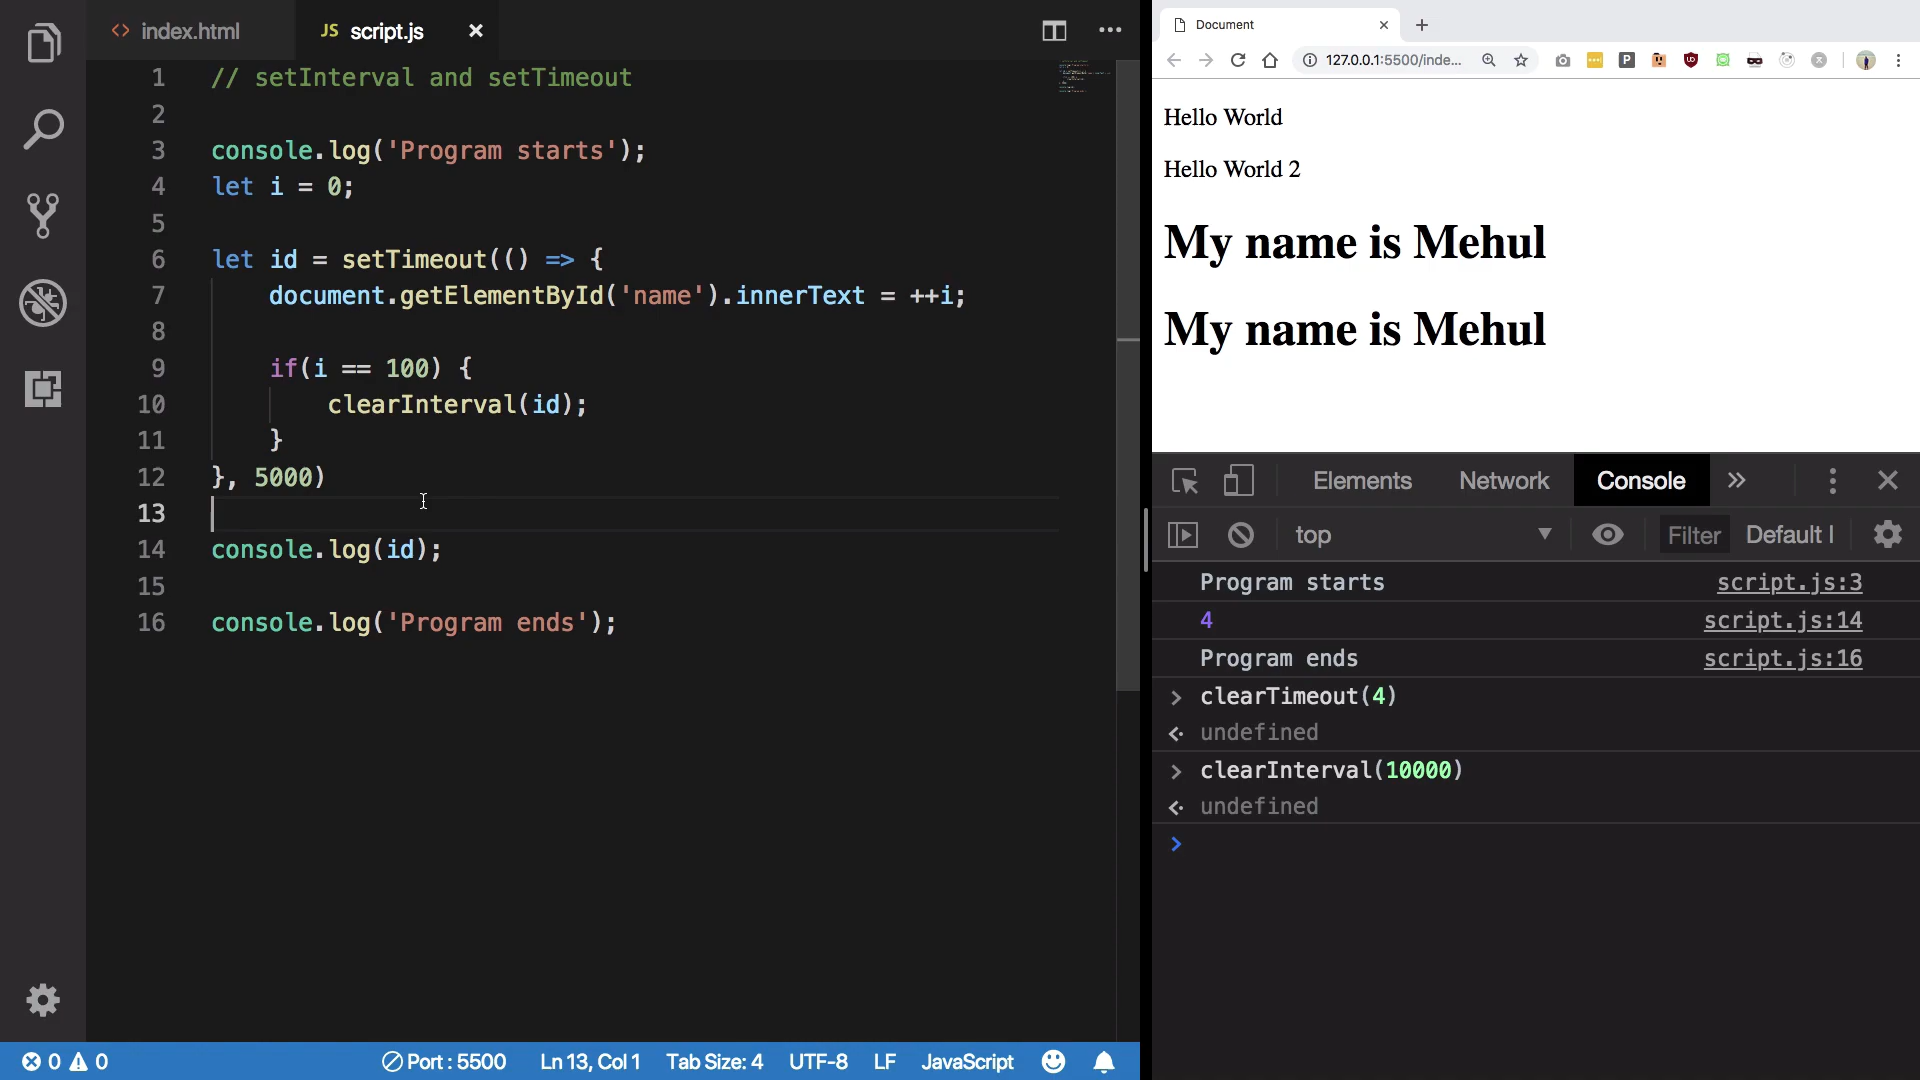 index.html
JS script.js
1 // setInterval and setTimeout
2
3 console.log('Program starts');
4 let i = 0;
5
6 let id = setTimeout(() => {
7 document.getElementById('name').innerText = ++i;
8
9 if(i == 100) {
10 clearInterval(id);
11 }
12 }, 5000)
13
14 console.log(id);
15
16 console.log('Program ends');
0 0 Port : 5500 Ln 13, Col 1 Tab Size: 4 UTF-8 LF JavaScript
Document
127.0.0.1:5500/inde...
Hello World
Hello World 2
My name is Mehul
My name is Mehul
Elements Network Console
top Filter Default l
Program starts script.js:3
4 script.js:14
Program ends script.js:16
clearTimeout(4)
undefined
clearInterval(10000)
undefined